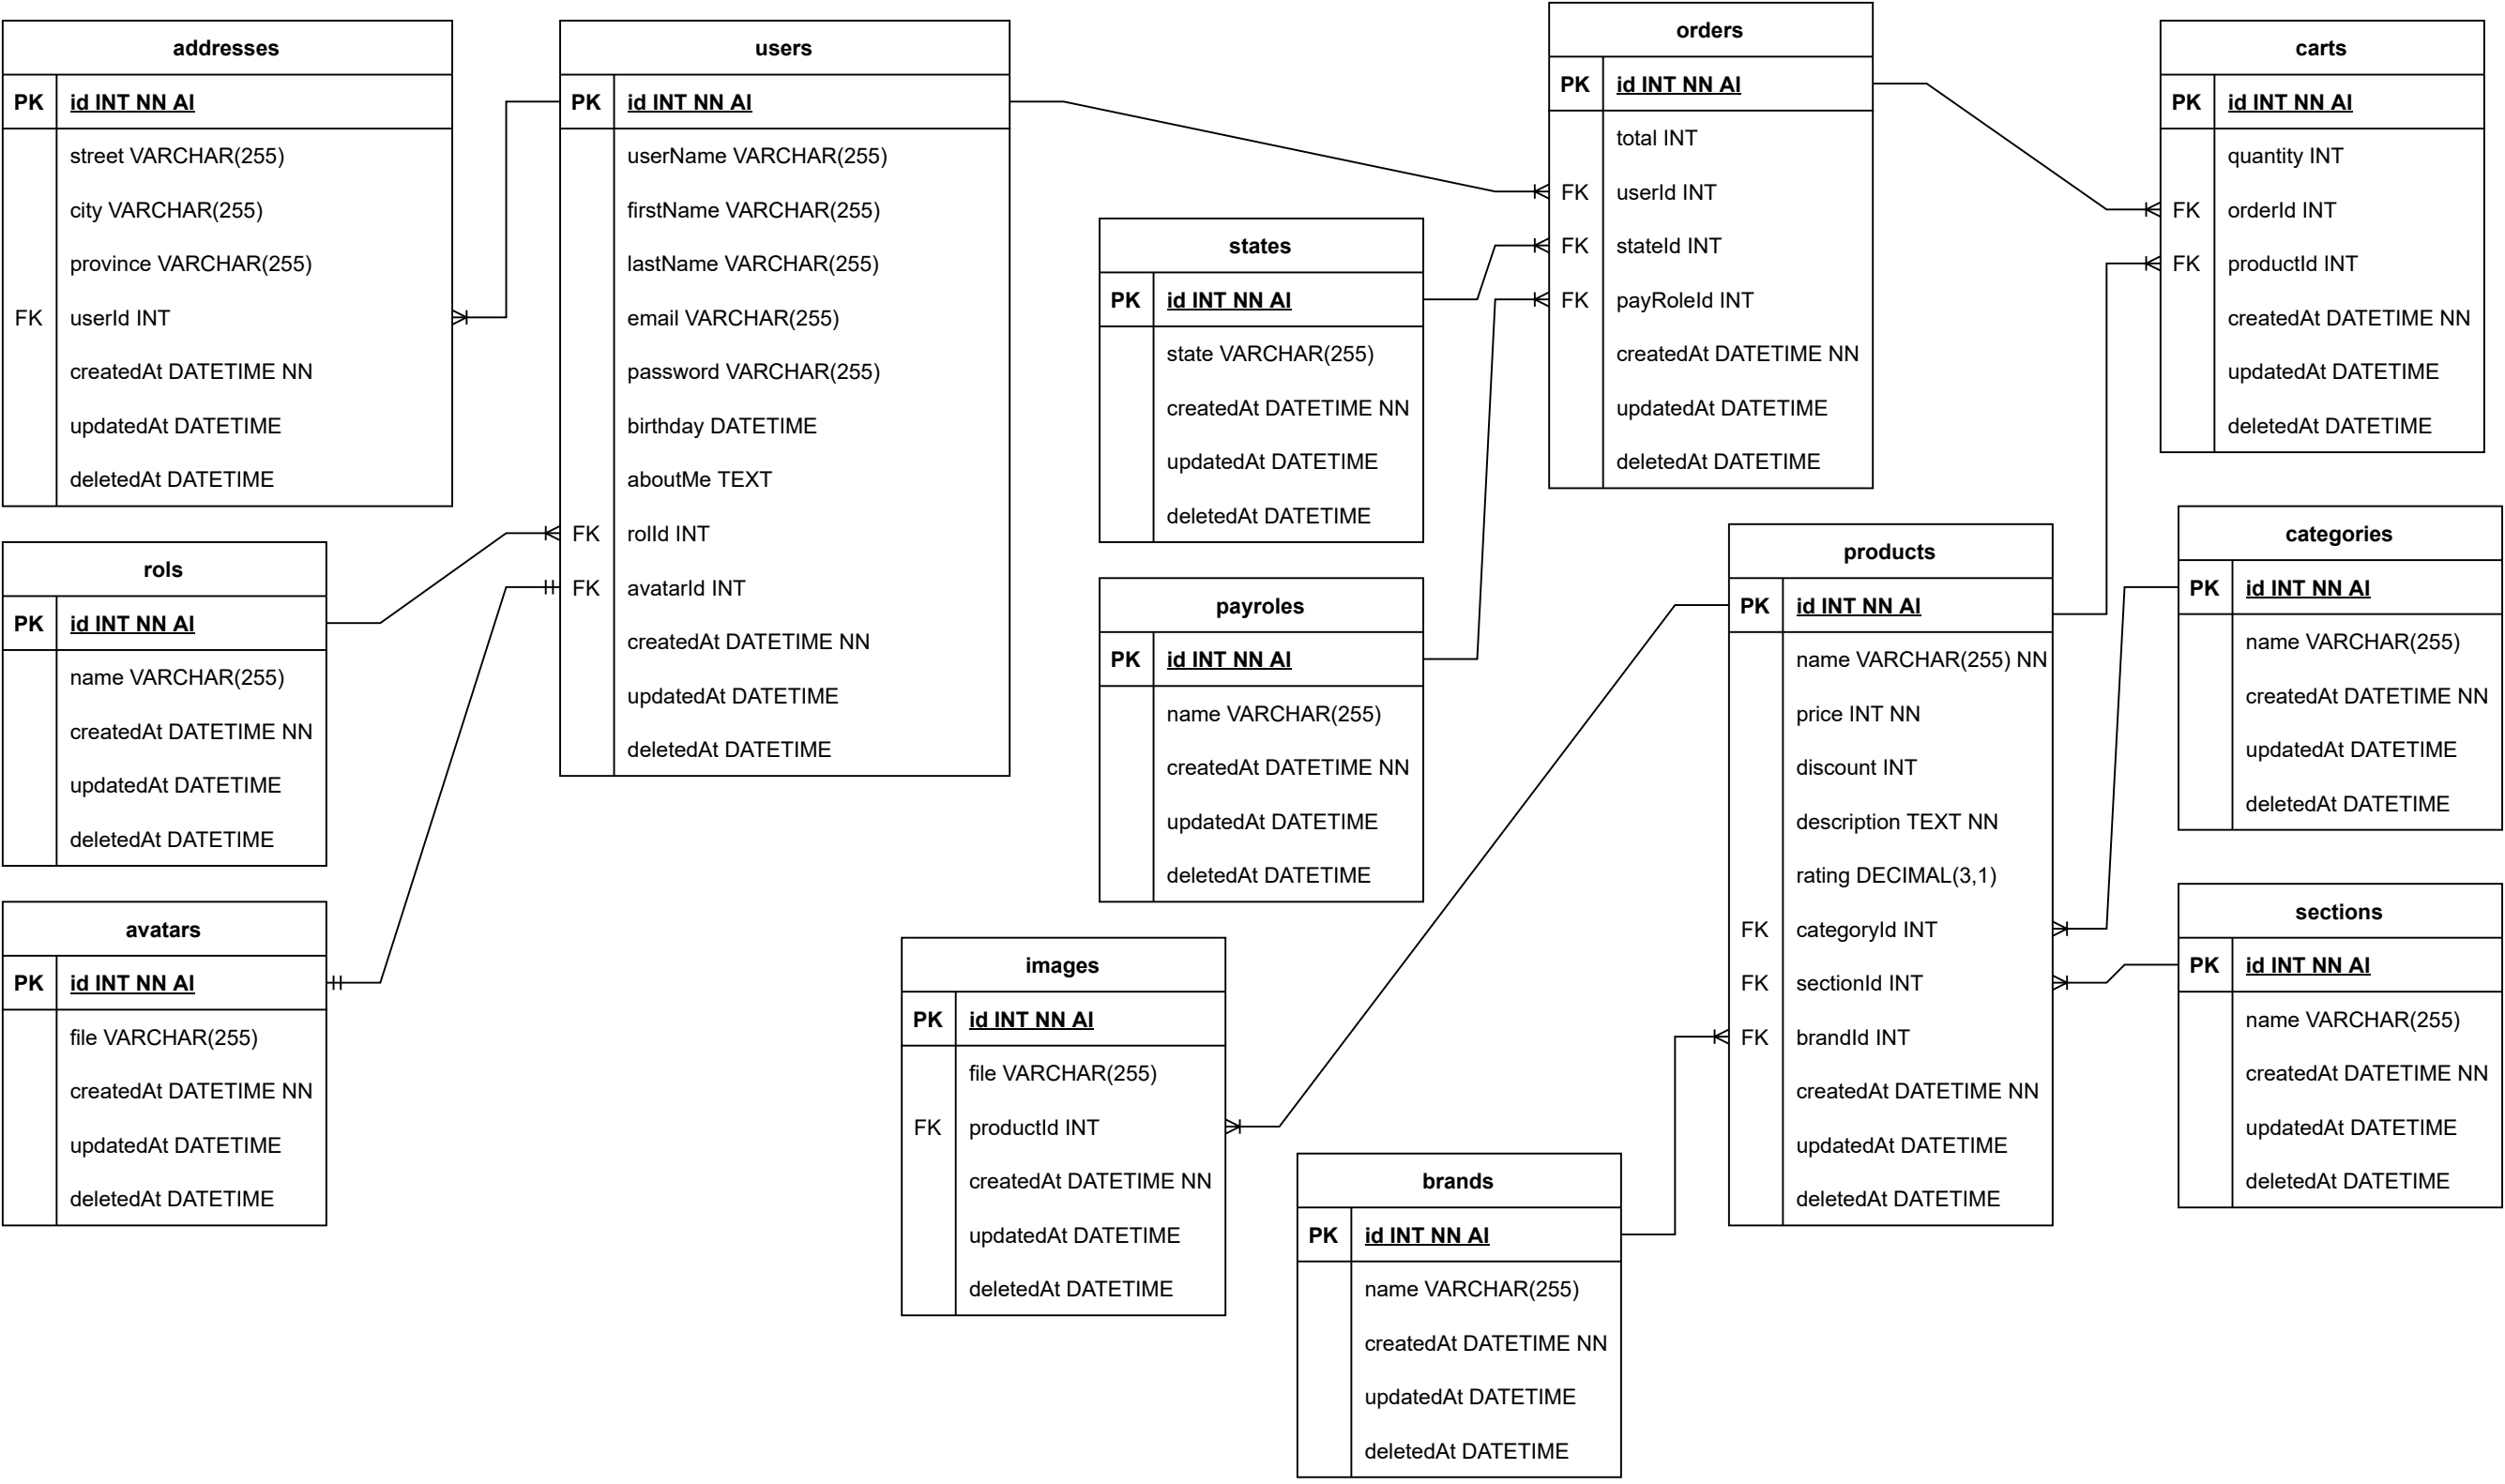 addresses
PK id INT NN AI
street VARCHAR(255)
city VARCHAR(255)
province VARCHAR(255)
FK userId INT
createdAt DATETIME NN
updatedAt DATETIME
deletedAt DATETIME
users
PK id INT NN AI
userName VARCHAR(255)
firstName VARCHAR(255)
lastName VARCHAR(255)
email VARCHAR(255)
password VARCHAR(255)
birthday DATETIME
aboutMe TEXT
FK rolId INT
FK avatarId INT
createdAt DATETIME NN
updatedAt DATETIME
deletedAt DATETIME
orders
PK id INT NN AI
total INT
FK userId INT
FK stateId INT
FK payRoleId INT
createdAt DATETIME NN
updatedAt DATETIME
deletedAt DATETIME
carts
PK id INT NN AI
quantity INT
FK orderId INT
FK productId INT
createdAt DATETIME NN
updatedAt DATETIME
deletedAt DATETIME
states
PK id INT NN AI
state VARCHAR(255)
createdAt DATETIME NN
updatedAt DATETIME
deletedAt DATETIME
rols
PK id INT NN AI
name VARCHAR(255)
createdAt DATETIME NN
updatedAt DATETIME
deletedAt DATETIME
payroles
PK id INT NN AI
name VARCHAR(255)
createdAt DATETIME NN
updatedAt DATETIME
deletedAt DATETIME
products
PK id INT NN AI
name VARCHAR(255) NN
price INT NN
discount INT
description TEXT NN
rating DECIMAL(3,1)
FK categoryId INT
FK sectionId INT
FK brandId INT
createdAt DATETIME NN
updatedAt DATETIME
deletedAt DATETIME
categories
PK id INT NN AI
name VARCHAR(255)
createdAt DATETIME NN
updatedAt DATETIME
deletedAt DATETIME
avatars
PK id INT NN AI
file VARCHAR(255)
createdAt DATETIME NN
updatedAt DATETIME
deletedAt DATETIME
images
PK id INT NN AI
file VARCHAR(255)
FK productId INT
createdAt DATETIME NN
updatedAt DATETIME
deletedAt DATETIME
sections
PK id INT NN AI
name VARCHAR(255)
createdAt DATETIME NN
updatedAt DATETIME
deletedAt DATETIME
brands
PK id INT NN AI
name VARCHAR(255)
createdAt DATETIME NN
updatedAt DATETIME
deletedAt DATETIME